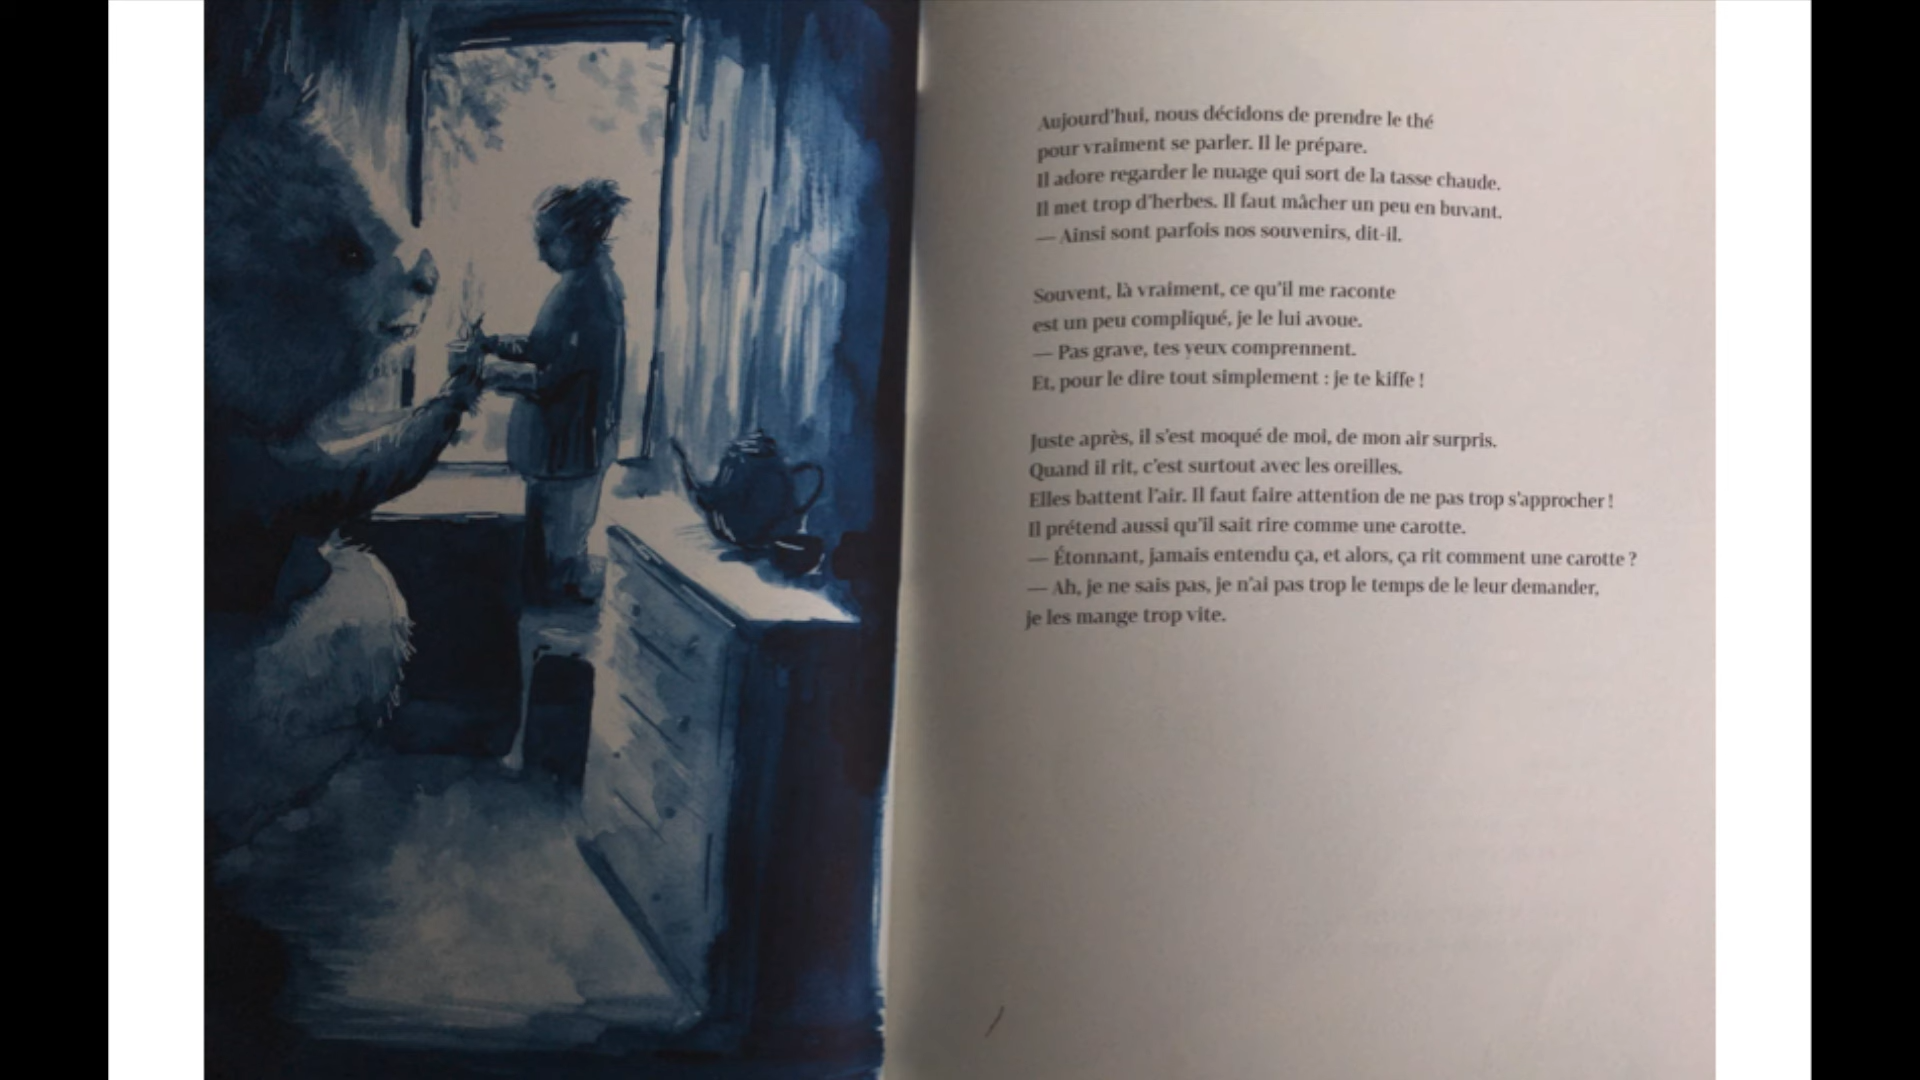 Aujourd'hui, nous décidons de prendre le thé
pour vraiment se parler. Il le prépare.
Il adore regarder le nuage qui sort de la tasse chaude.
Il met trop d'herbes. Il faut mâcher un peu en buvant.
— Ainsi sont parfois nos souvenirs, dit-il.
Souvent, là vraiment, ce qu'il me raconte
est un peu compliqué, je le lui avoue.
— Pas grave, tes yeux comprennent.
Et, pour le dire tout simplement : je te kiffe !
Juste après, il s'est moqué de moi, de mon air surpris.
Quand il rit, c'est surtout avec les oreilles.
Elles battent l'air. Il faut faire attention de ne pas trop s'approcher !
Il prétend aussi qu'il sait rire comme une carotte.
— Étonnant, jamais entendu ça, et alors, ça rit comment une carotte ?
— Ah, je ne sais pas, je n'ai pas trop le temps de le leur demander,
je les mange trop vite.